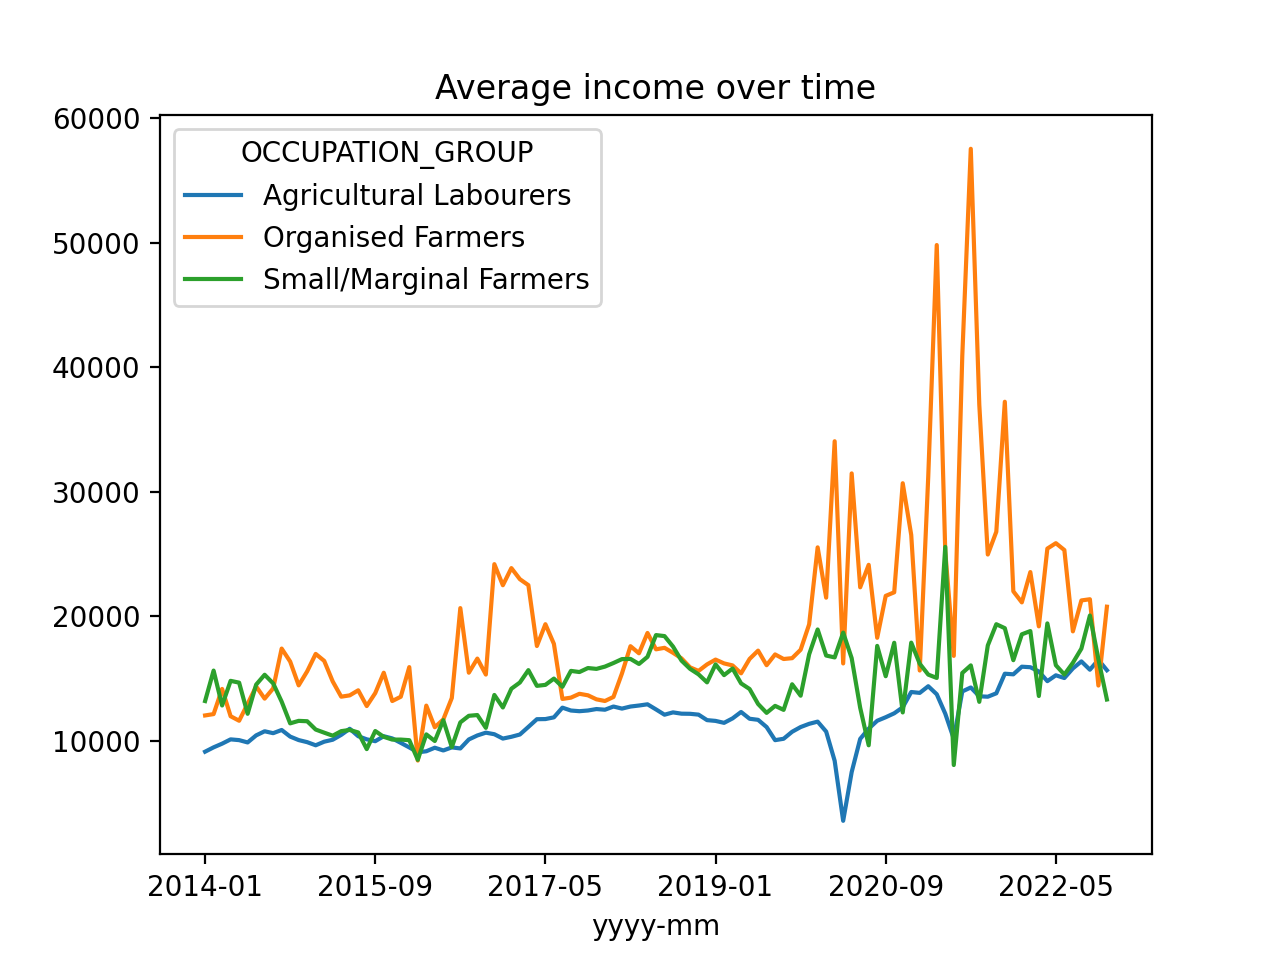 Average income over time
60000
50000
40000
30000
20000
10000
OCCUPATION_GROUP
Agricultural Labourers
Organised Farmers
Small/Marginal Farmers
2014-01 2015-09 2017-05 2019-01 2020-09 2022-05
yyyy-mm